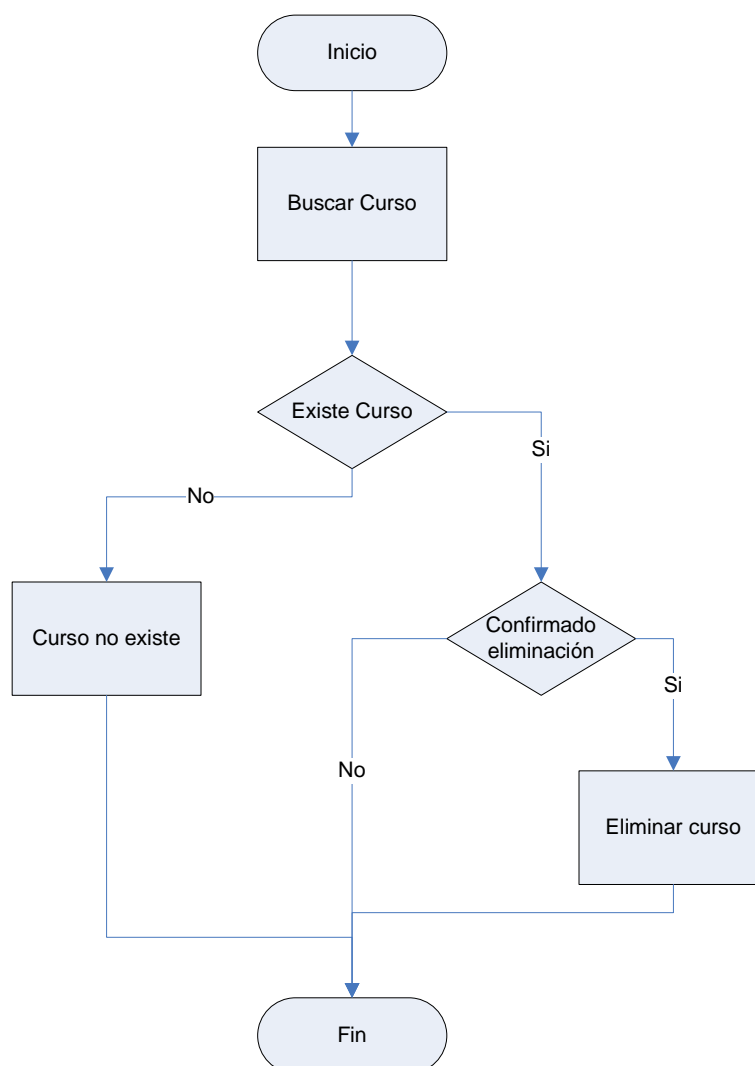 Inicio
Buscar Curso
Existe Curso
Si
No
Curso no existe
Confirmado
eliminación
Si
No
Eliminar curso
Fin